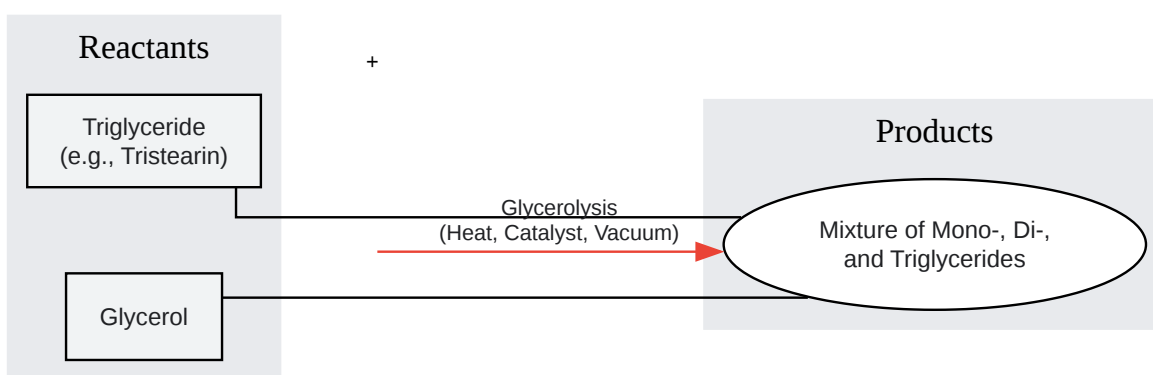 Reactants
+
Triglyceride
(e.g., Tristearin)
Products
Glycerolysis
(Heat, Catalyst, Vacuum)
Mixture of Mono-, Di-,
and Triglycerides
Glycerol